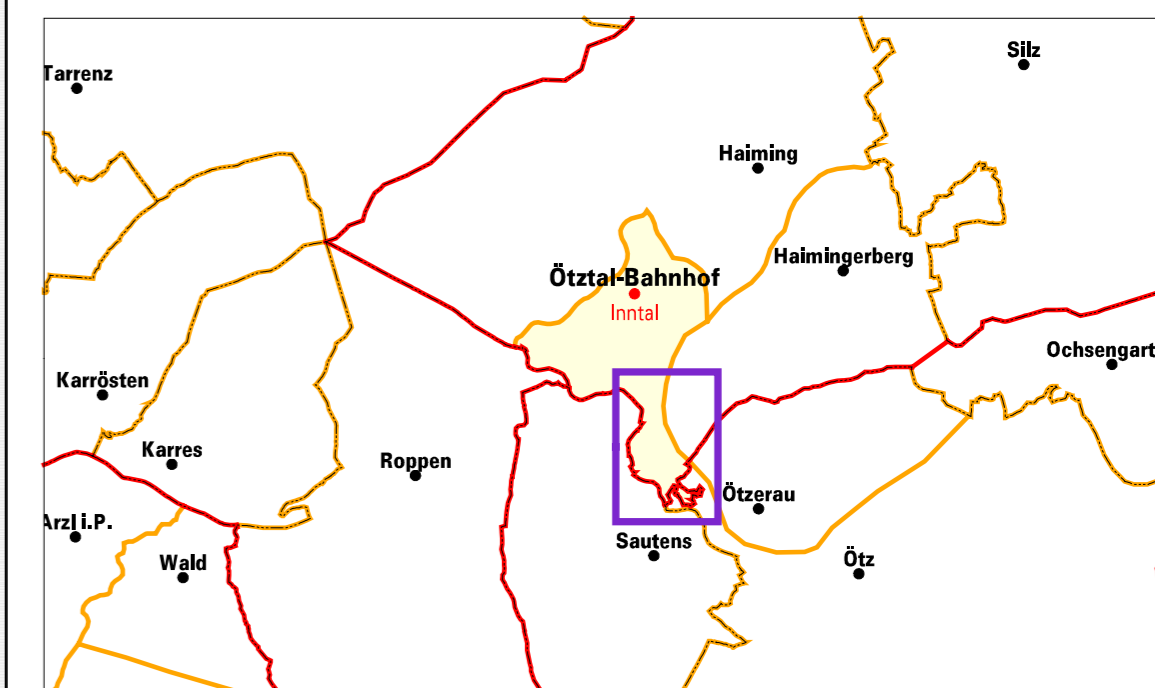 Silz
Tarrenz
Haiming
Haimingerberg
Ötztal-Bahnhof
Inntal
Ochsengart
Karrösten
Karres
Roppen
Ötzerau
Arzl i.P.
Sautens
Wald
Ötz